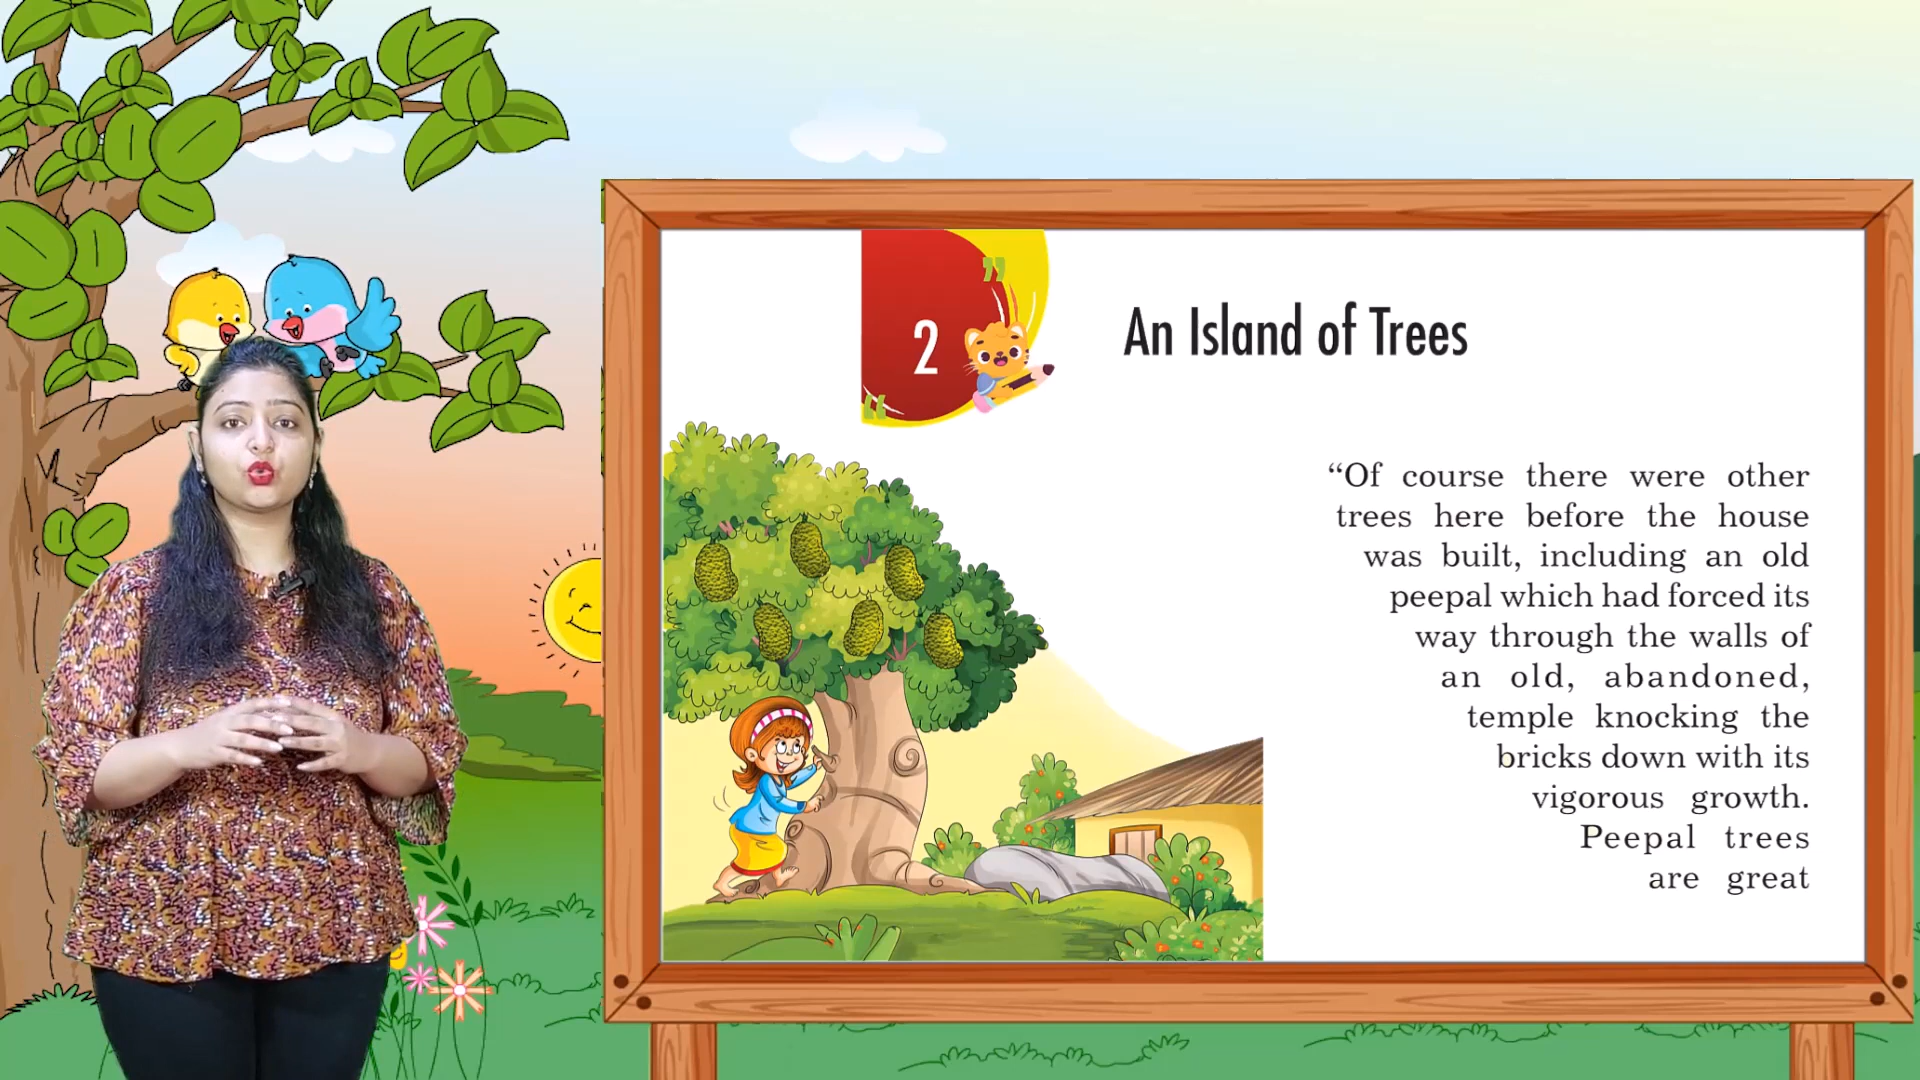 2
An Island of Trees
“Of course there were other
trees here before the house
was built, including an old
peepal which had forced its
way through the walls of
an old, abandoned,
temple knocking the
bricks down with its
vigorous growth.
Peepal trees
are great